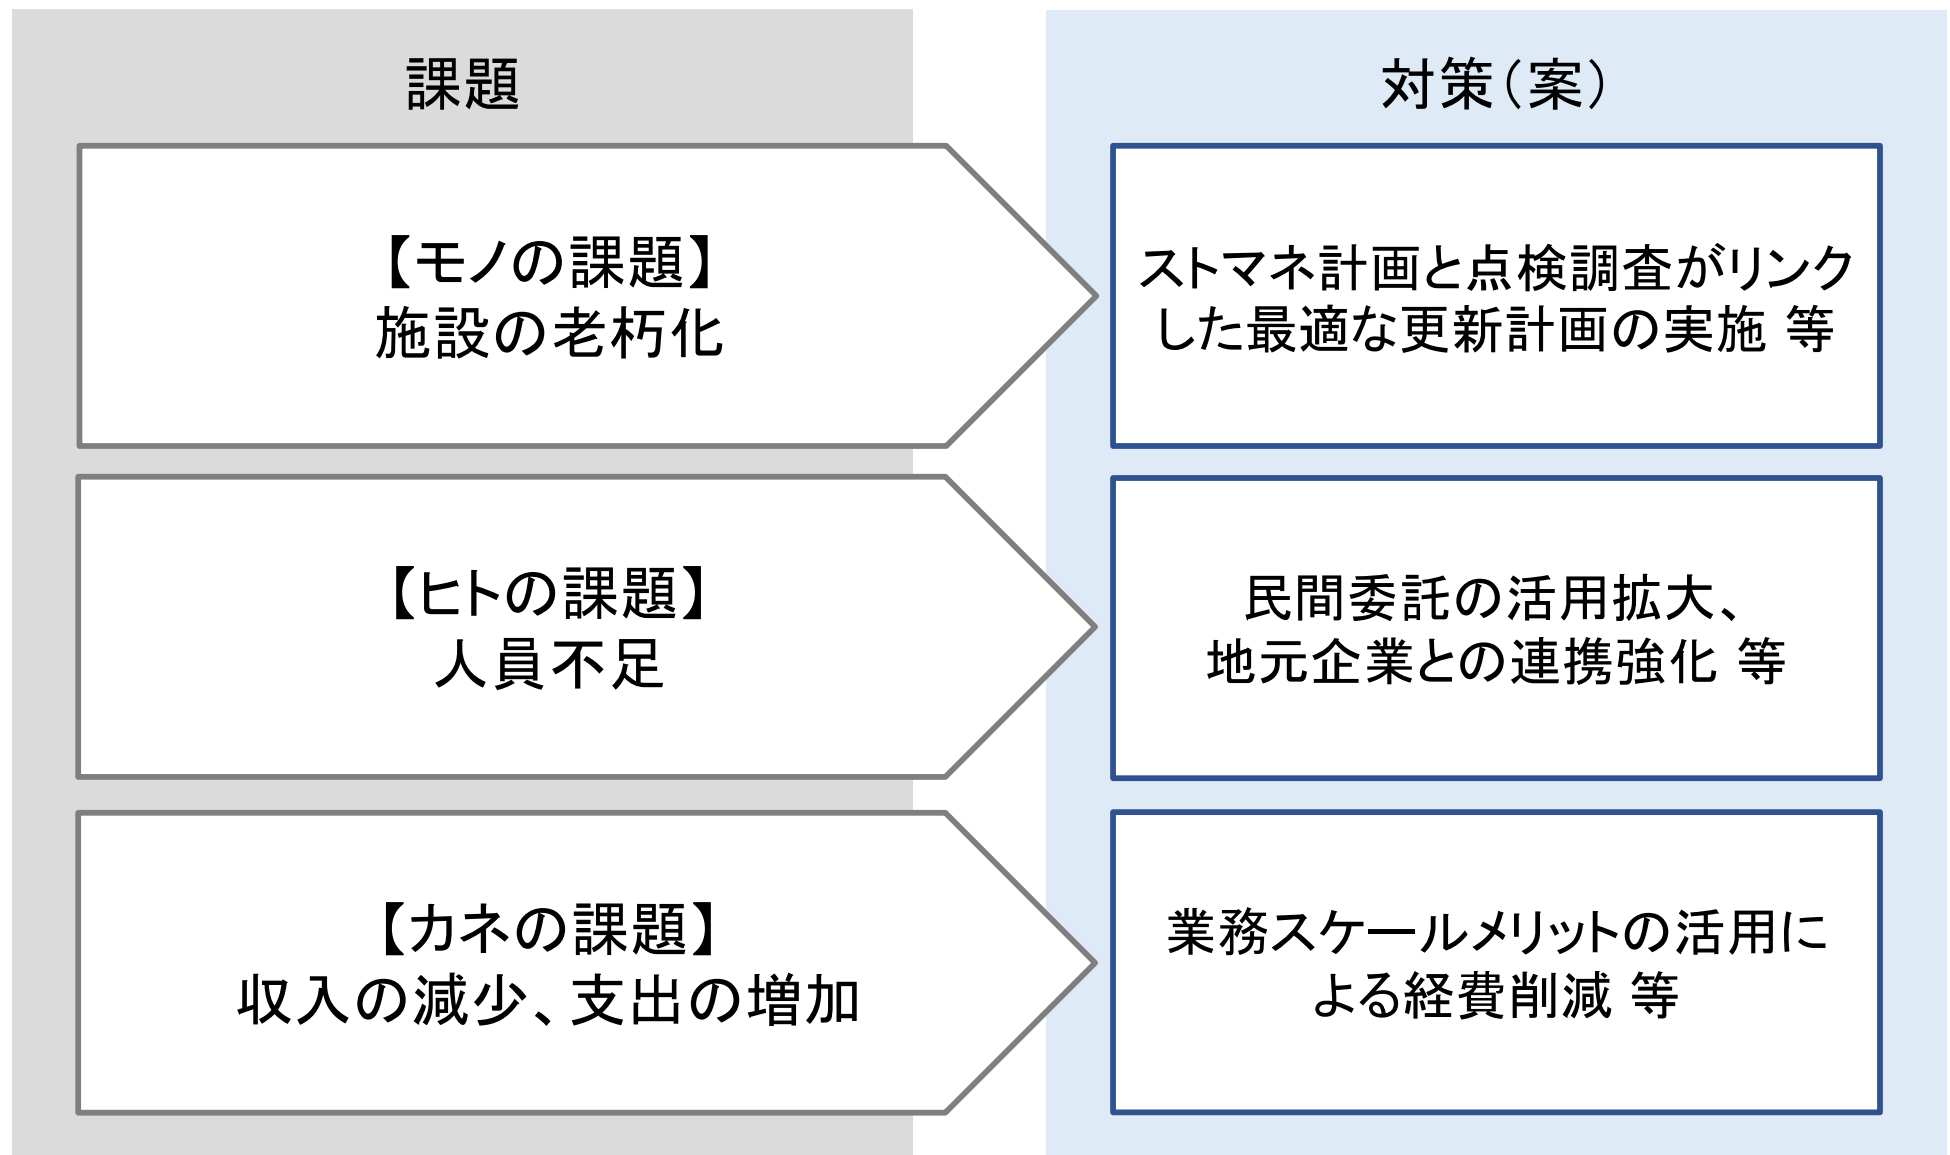 課題
対策（案）
【モノの課題】
施設の老朽化
ストマネ計画と点検調査がリンク
した最適な更新計画の実施 等
【ヒトの課題】
人員不足
民間委託の活用拡大、
地元企業との連携強化 等
【カネの課題】
収入の減少、支出の増加
業務スケールメリットの活用に
よる経費削減 等